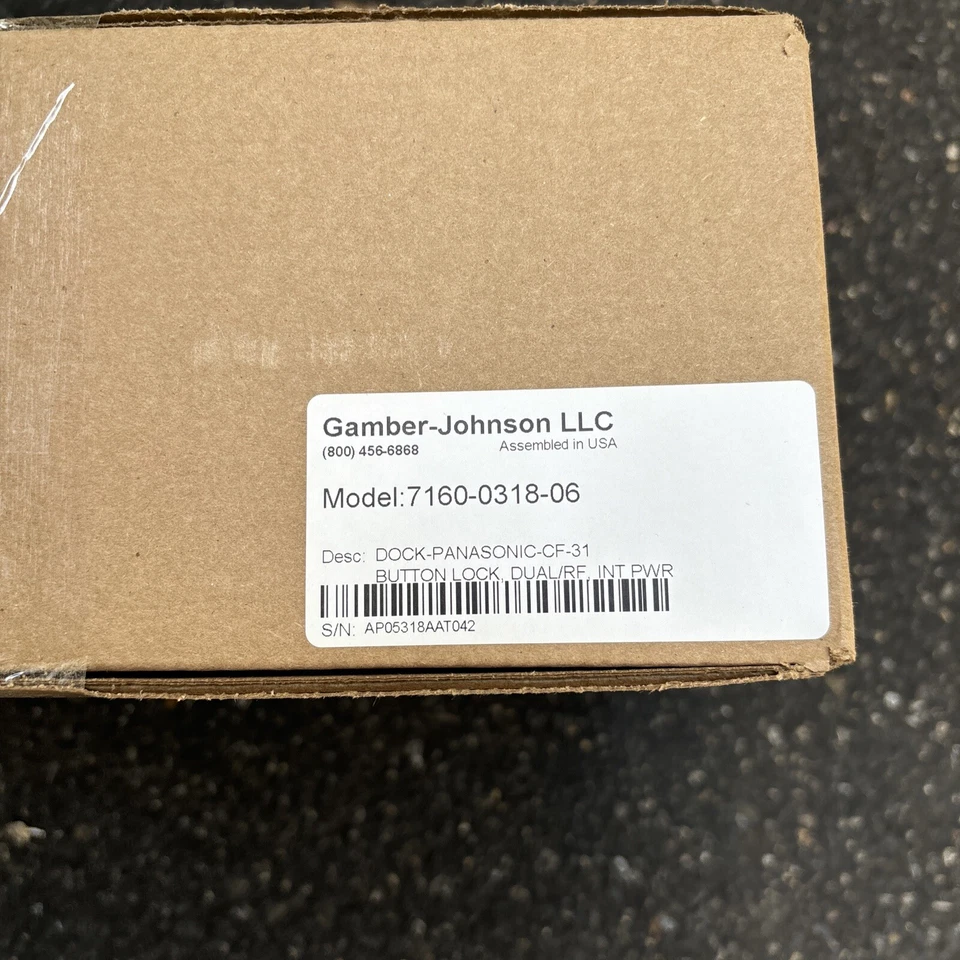 Gamber-Johnson LLC
(800) 456-6868 Assembled in USA
Model:7160-0318-06
Desc: DOCK-PANASONIC-CF-31
BUTTON LOCK, DUAL/RF, INT PWR
S/N: AP05318AAT042